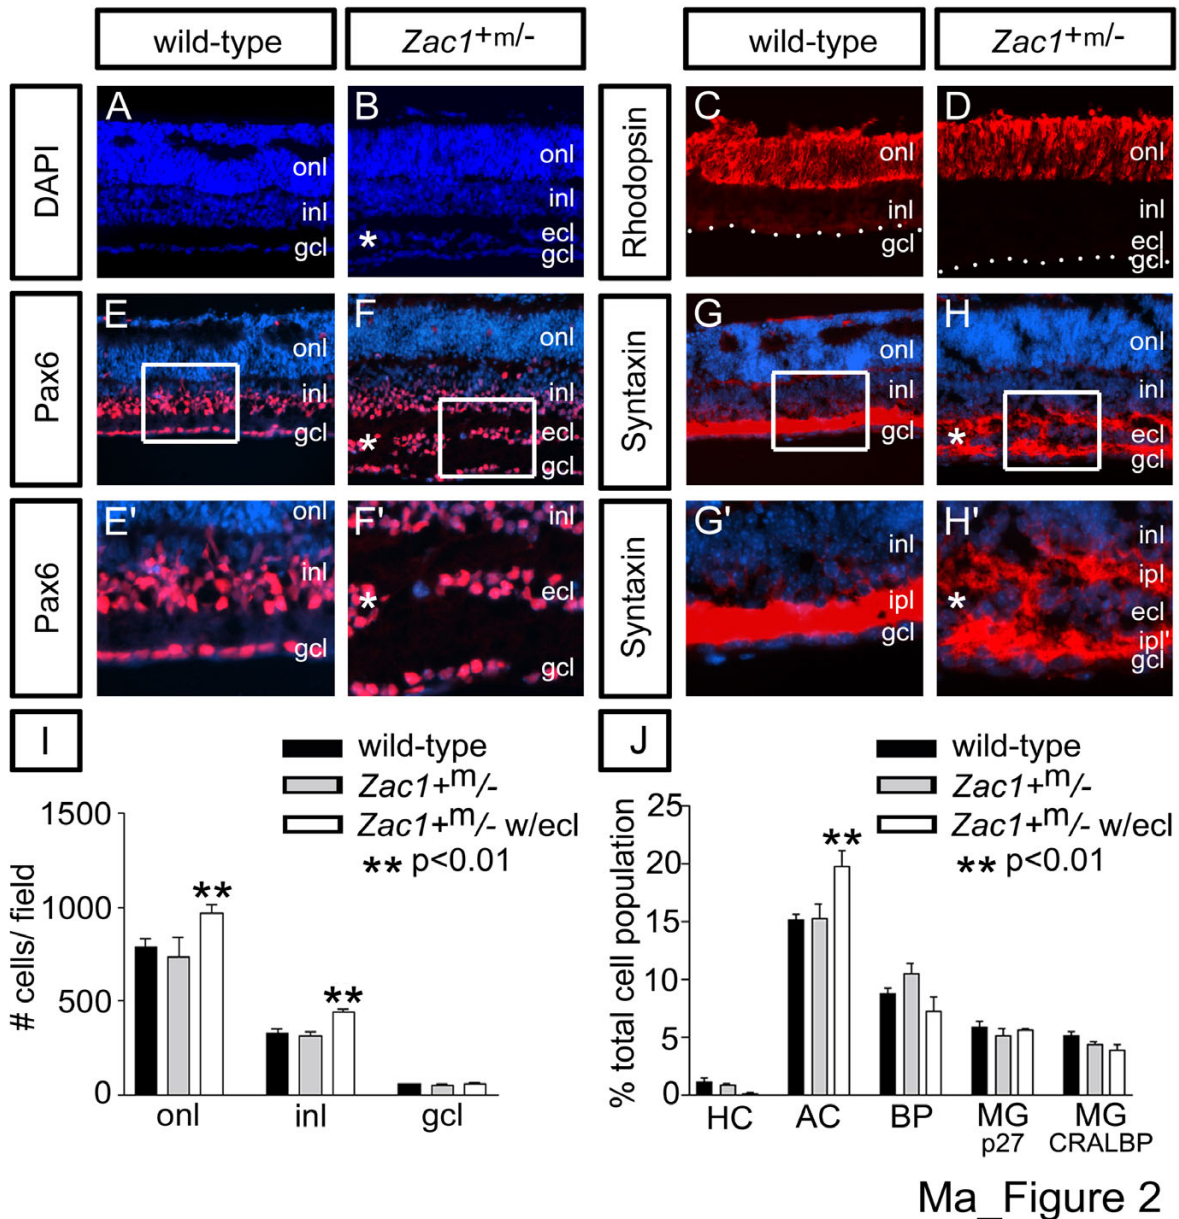 wild-type
Zac1+m/-
wild-type
Zac1+m/-
DAPI
A
onl
inl
gcl
B
onl
inl
ecl
gcl
*
Rhodopsin
C
onl
inl
gcl
D
onl
inl
ecl
gcl
Pax6
E
onl
inl
gcl
F
onl
inl
ecl
gcl
*
Syntaxin
G
onl
inl
gcl
H
onl
inl
ecl
gcl
*
Pax6
E'
onl
inl
gcl
F'
inl
ecl
gcl
*
Syntaxin
G'
inl
ipl
gcl
H'
inl
ipl
ecl
ipl'
gcl
*
I
wild-type
Zac1+m/-
Zac1+m/- w/ecl
** p<0.01
# cells/ field
1500
1000
500
0
**
**
onl
inl
gcl
J
wild-type
Zac1+m/-
Zac1+m/- w/ecl
** p<0.01
% total cell population
25
20
15
10
5
0
**
HC
AC
BP
MG
p27
MG
CRALBP
Ma_Figure 2